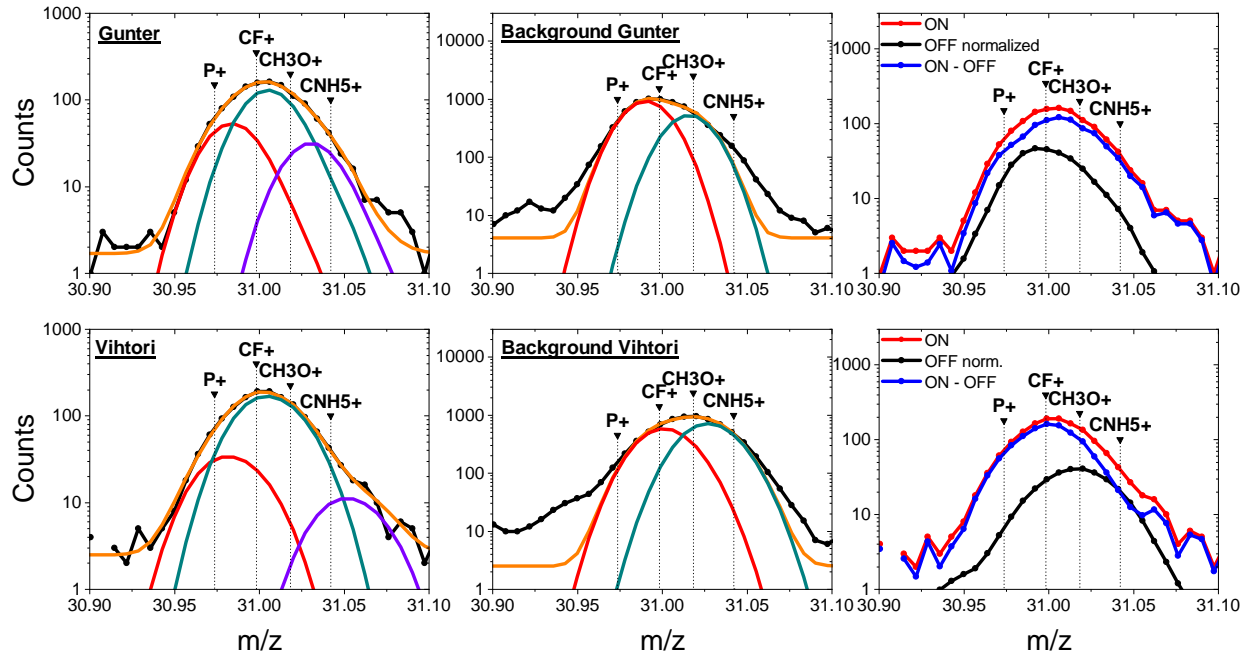 Gunter
CF+
CH3O+
P+
CNH5+
1000
100
10
1
30.90 30.95 31.00 31.05 31.10
Counts
Background Gunter
CH3O+
CF+
P+
CNH5+
10000
1000
100
10
1
30.90 30.95 31.00 31.05 31.10
ON
OFF normalized
ON - OFF
CF+
CH3O+
P+
CNH5+
1000
100
10
1
30.90 30.95 31.00 31.05 31.10
Vihtori
CF+
CH3O+
P+
CNH5+
1000
100
10
1
30.90 30.95 31.00 31.05 31.10
Counts
m/z
Background Vihtori
CH3O+
CF+
CNH5+
P+
10000
1000
100
10
1
30.90 30.95 31.00 31.05 31.10
m/z
ON
OFF norm.
ON - OFF
CF+
CH3O+
P+
CNH5+
1000
100
10
1
30.90 30.95 31.00 31.05 31.10
m/z